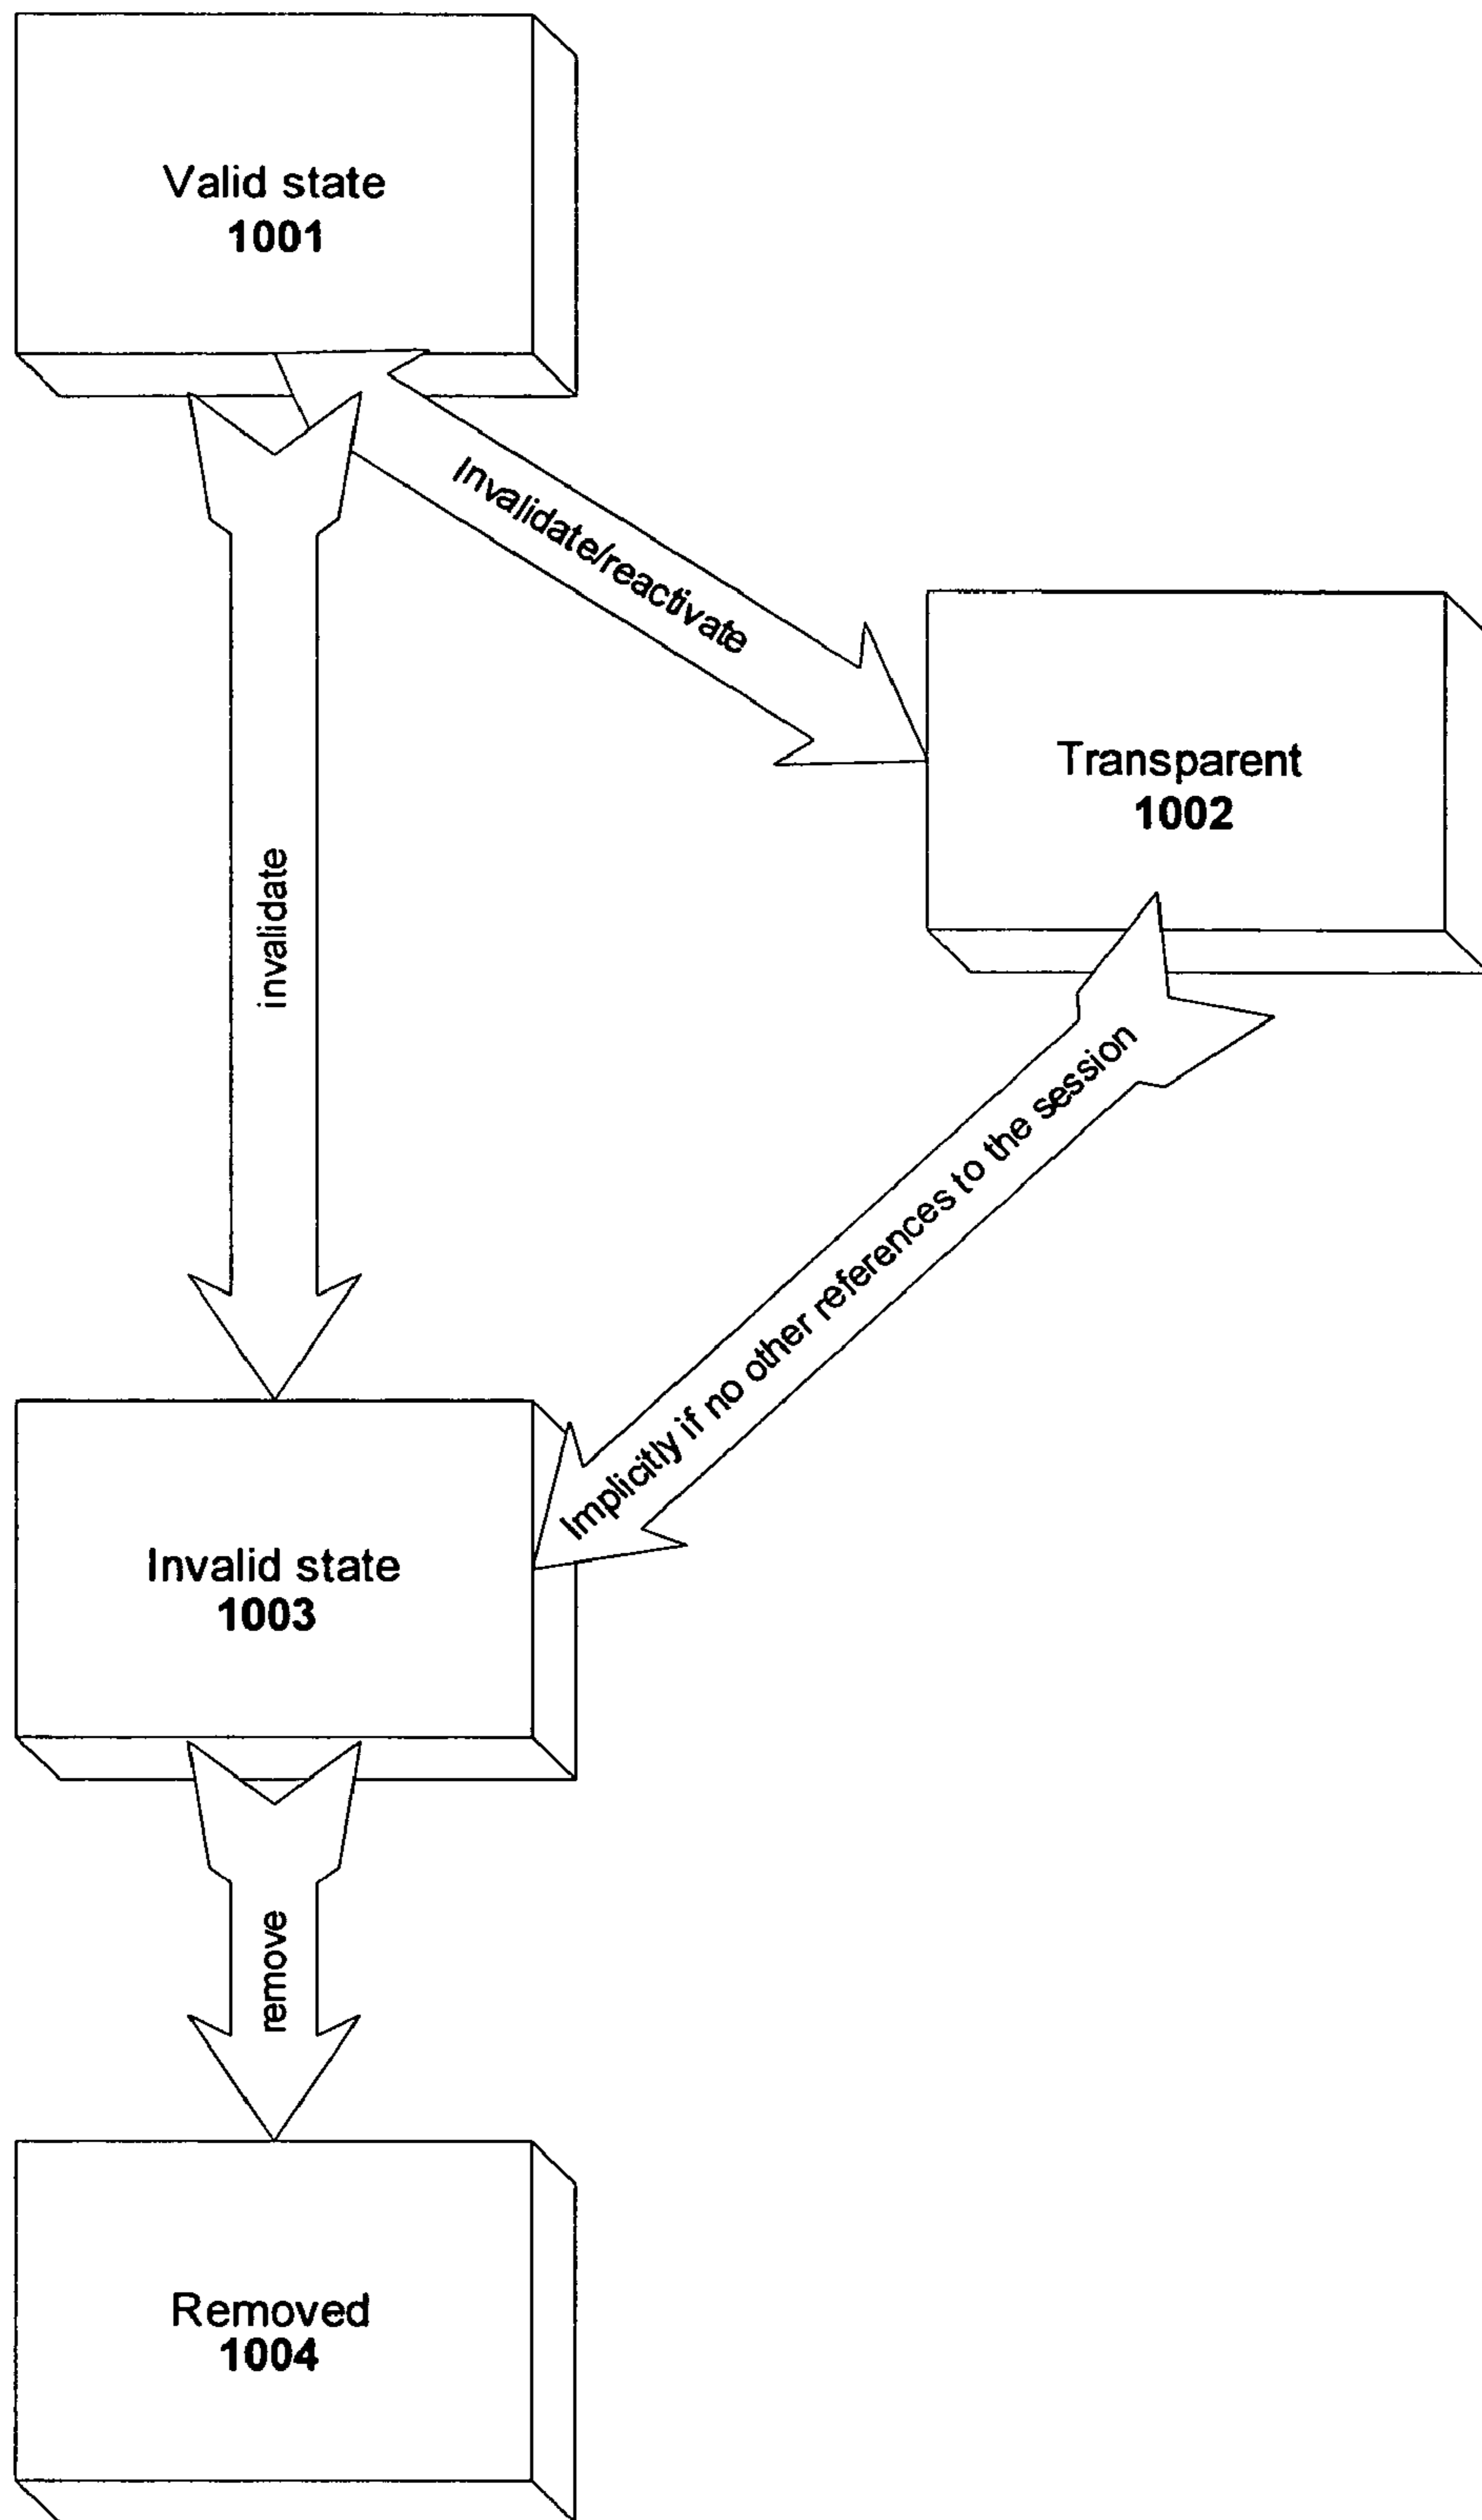 Valid state
1001
Invalidate/reactivate
Transparent
1002
invalidate
Implicitly if no other references to the session
Invalid state
1003
remove
Removed
1004